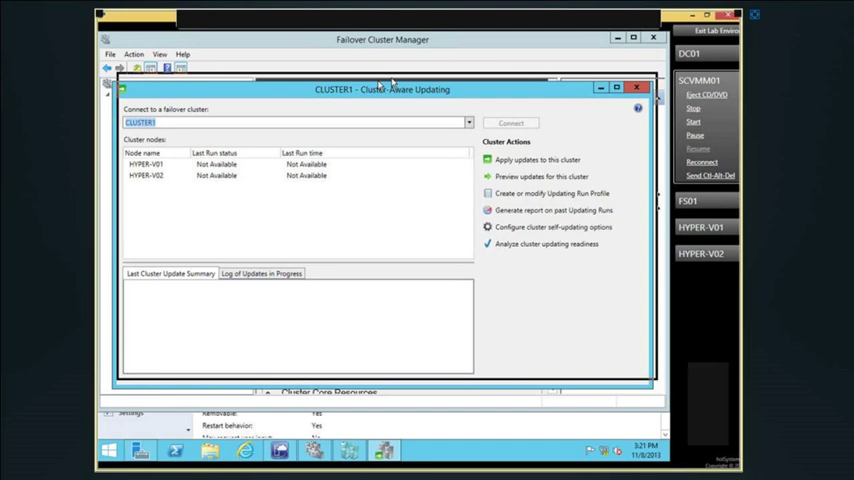 Exit Lab Enviro
Failover Cluster Manager
File Action View Help
DC01
SCVMM01
Eject CD/DVD
Stop
Start
Pause
Resume
Reconnect
Send Ctl-Alt-Del
FS01
HYPER-V01
HYPER-V02
CLUSTER1 - Cluster-Aware Updating
Connect to a failover cluster:
CLUSTER1
Connect
Cluster nodes:
Node name Last Run status Last Run time
HYPER-V01 Not Available Not Available
HYPER-V02 Not Available Not Available
Cluster Actions
Apply updates to this cluster
Preview updates for this cluster
Create or modify Updating Run Profile
Generate report on past Updating Runs
Configure cluster self-updating options
Analyze cluster updating readiness
Last Cluster Update Summary Log of Updates in Progress
Cluster Core Resources
Settings
Removable: Yes
Restart behavior: Yes
3:21 PM
11/8/2013